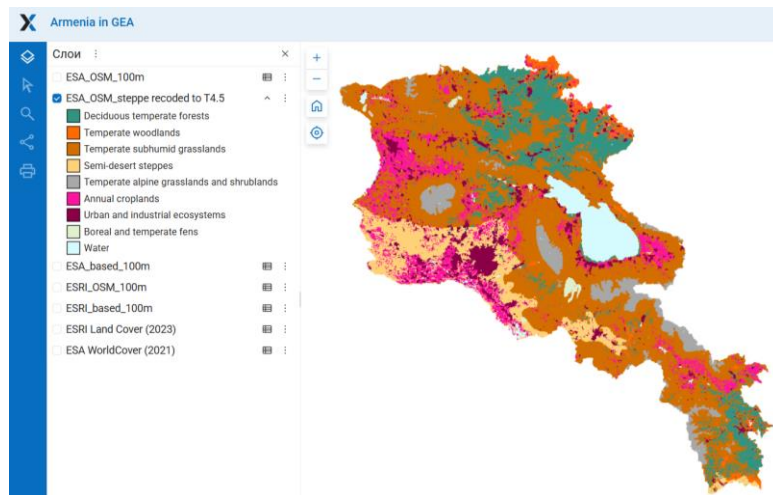 Armenia in GEA
Слои
ESA_OSM_100m
ESA_OSM_steppe recoded to T4.5
Deciduous temperate forests
Temperate woodlands
Temperate subhumid grasslands
Semi-desert steppes
Temperate alpine grasslands and shrublands
Annual croplands
Urban and industrial ecosystems
Boreal and temperate fens
Water
ESA_based_100m
ESRI_OSM_100m
ESRI_based_100m
ESRI Land Cover (2023)
ESA WorldCover (2021)